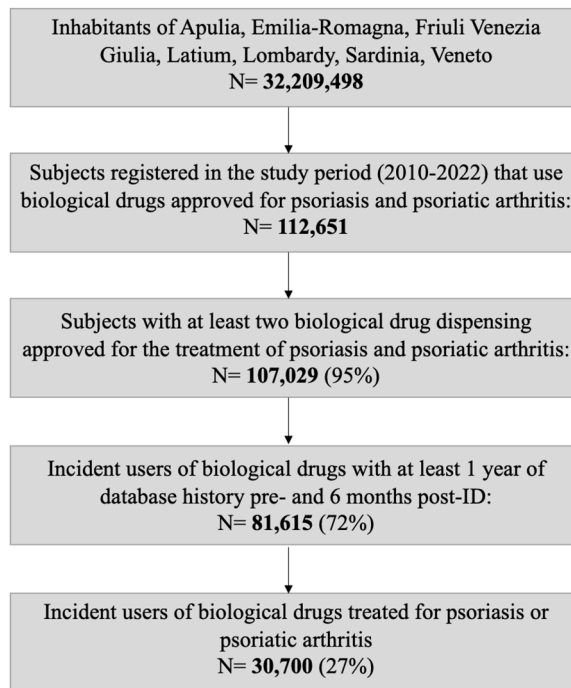 Inhabitants of Apulia, Emilia-Romagna, Friuli Venezia
Giulia, Latium, Lombardy, Sardinia, Veneto
N= 32,209,498
Subjects registered in the study period (2010-2022) that use
biological drugs approved for psoriasis and psoriatic arthritis:
N= 112,651
Subjects with at least two biological drug dispensing
approved for the treatment of psoriasis and psoriatic arthritis:
N= 107,029 (95%)
Incident users of biological drugs with at least 1 year of
database history pre- and 6 months post-ID:
N= 81,615 (72%)
Incident users of biological drugs treated for psoriasis or
psoriatic arthritis
N= 30,700 (27%)